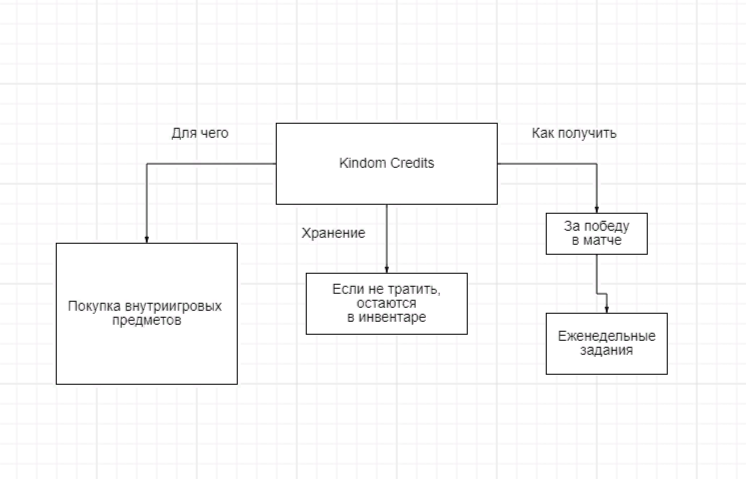 Для чего
Kindom Credits
Как получить
Хранение
За победу
в матче
Если не тратить,
остаются
в инвентаре
Покупка внутриигровых
предметов
Еженедельные
задания